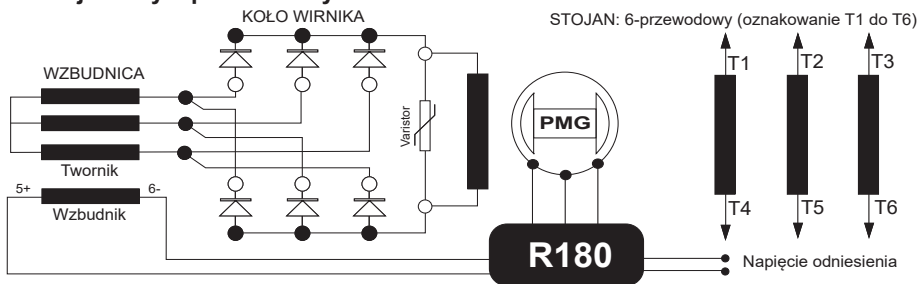 KOŁO WIRNIKA
STOJAN: 6-przewodowy (oznakowanie T1 do T6)
WZBUDNICA
T1 T2 T3
Varistor
PMG
Twornik
5+ 6-
Wzbudnik
T4 T5 T6
R180
Napięcie odniesienia